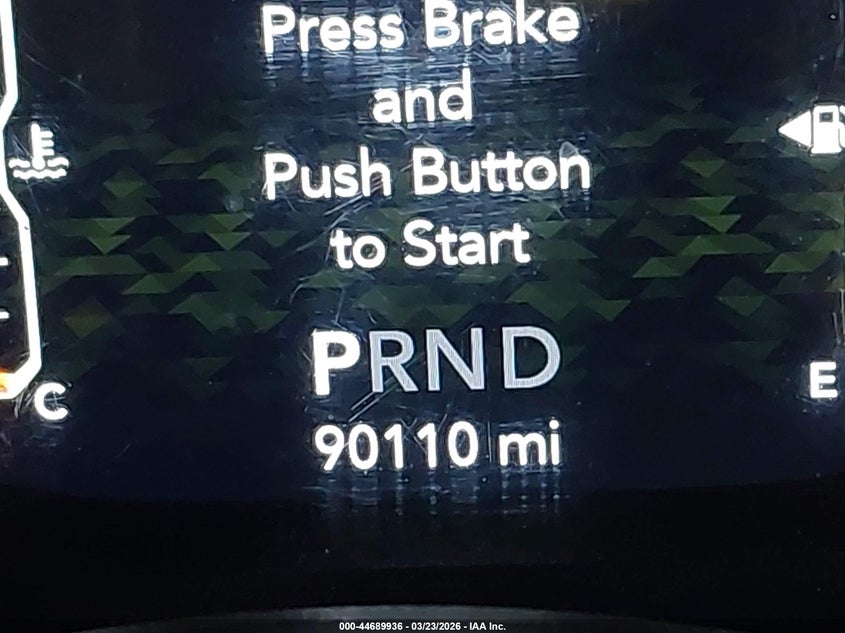 Press Brake
and
Push Button
to Start
PRND
C
E
90110 mi
000-44689936 - 03/23/2026 - IAA Inc.